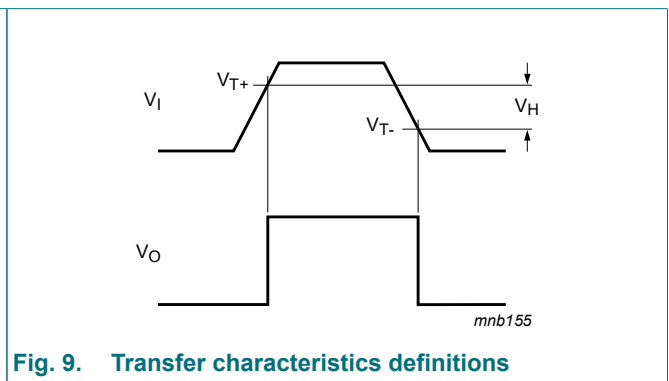 VT+
VI
VH
VT-
VO
mnb155
Fig. 9. Transfer characteristics definitions